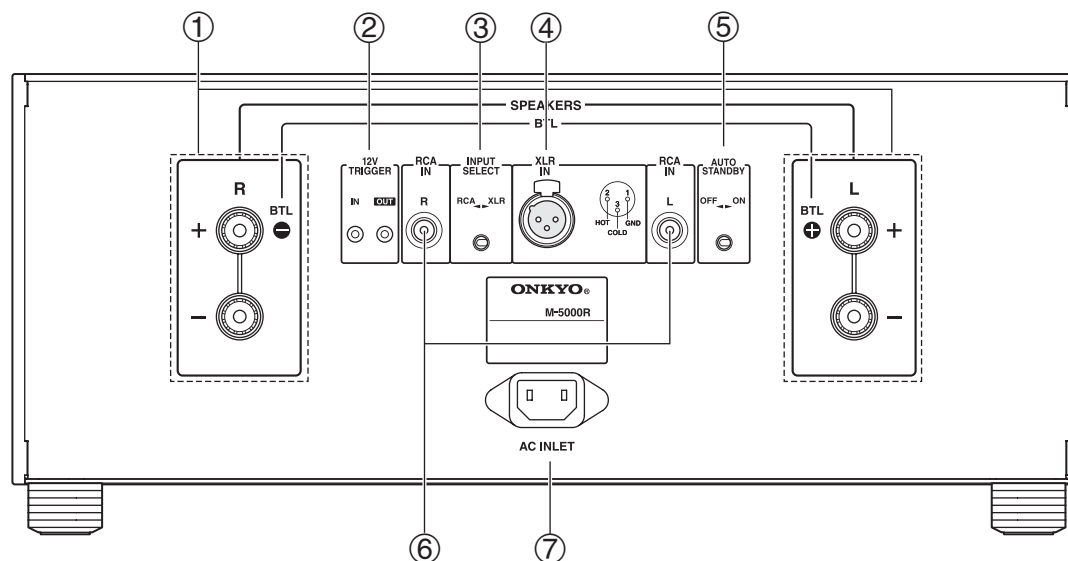 ① ② ③ ④ ⑤
SPEAKERS
BTL
R
BTL
+
−
−
12V TRIGGER
IN OUT
RCA IN
R
INPUT SELECT
RCA ◄► XLR
XLR IN
2 1
3
HOT GND
COLD
RCA IN
L
AUTO STANDBY
OFF ◄► ON
L
BTL
+
+
−
ONKYO®
M-5000R
AC INLET
⑥ ⑦